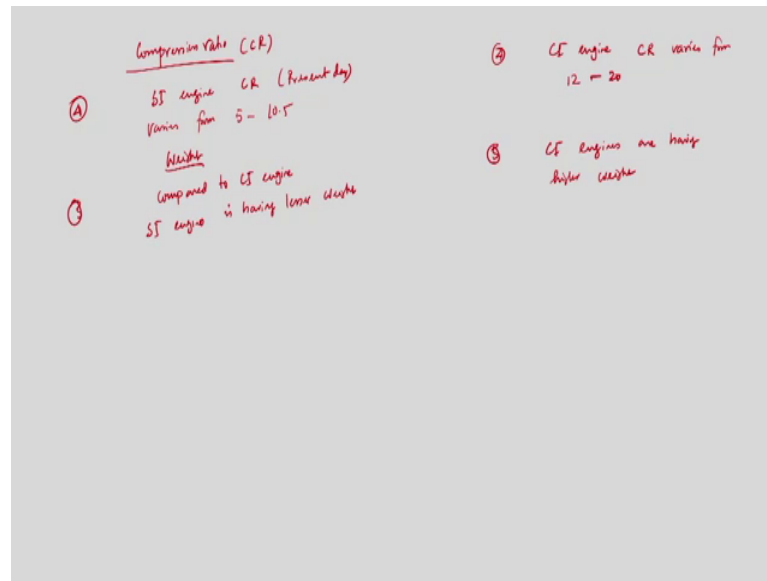 Compression ratio (CR)
④ SI engine CR (Present day)
varies from 5 - 10.5
Weight
⑤ Compared to CI engine
SI engine is having lesser weight
④ CI engine CR varies from
12 - 20
⑤ CI engines are having
higher weight